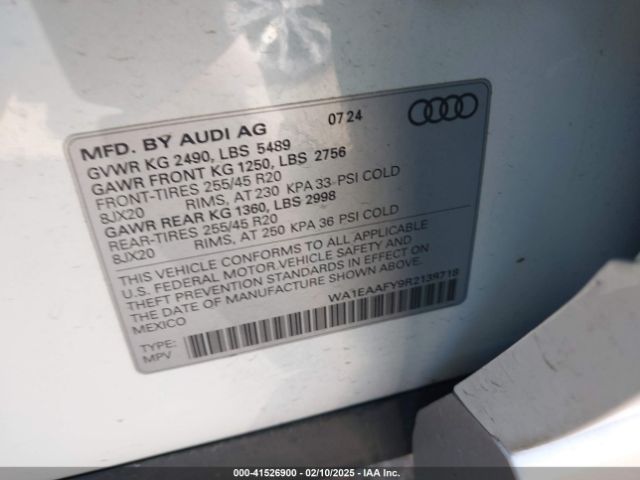 MFD. BY AUDI AG 07 24
GVWR KG 2490, LBS 5489
GAWR FRONT KG 1250, LBS 2756
FRONT-TIRES 255/45 R20
8JX20 RIMS, AT 230 KPA 33 PSI COLD
GAWR REAR KG 1360, LBS 2998
REAR-TIRES 255/45 R20
8JX20 RIMS, AT 250 KPA 36 PSI COLD
THIS VEHICLE CONFORMS TO ALL APPLICABLE
U.S. FEDERAL MOTOR VEHICLE SAFETY AND
THEFT PREVENTION STANDARDS IN EFFECT ON
THE DATE OF MANUFACTURE SHOWN ABOVE.
MEXICO
WA1EAAFY9R2139718
TYPE:
MPV
000-41526900 - 02/10/2025 - IAA Inc.